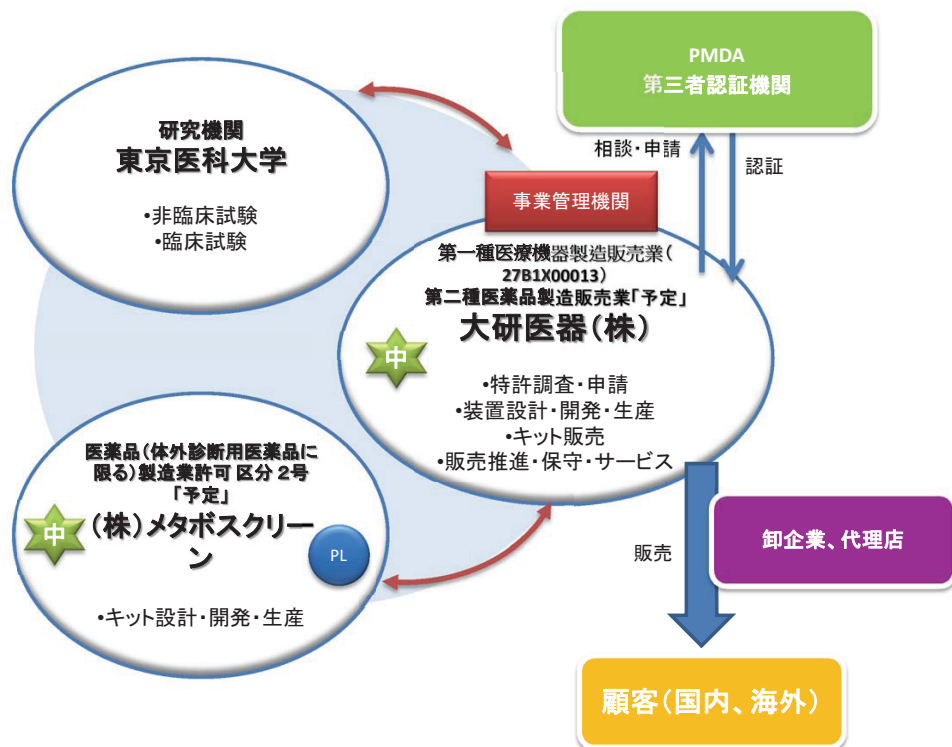 PMDA
第三者認証機関
相談・申請
認証
研究機関
東京医科大学
•非臨床試験
•臨床試験
事業管理機関
第一種医療機器製造販売業(
27B1X00013)
第二種医薬品製造販売業「予定」
大研医器(株)
中
•特許調査・申請
•装置設計・開発・生産
•キット販売
•販売推進・保守・サービス
医薬品(体外診断用医薬品に
限る)製造業許可 区分 2号
「予定」
(株)メタボスクリー
ン
中
PL
•キット設計・開発・生産
販売
卸企業、代理店
顧客(国内、海外)